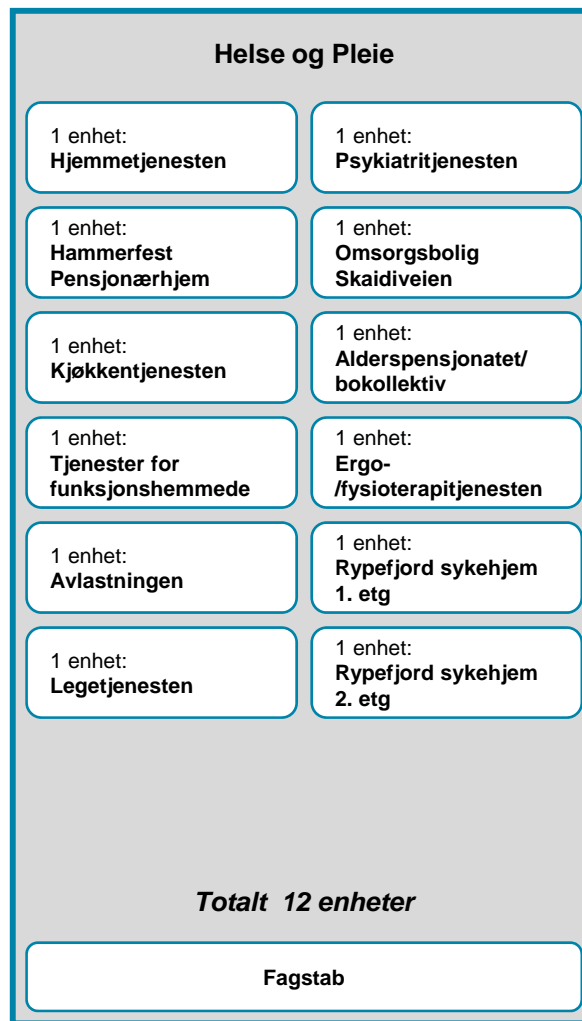 Helse og Pleie
1 enhet:
Hjemmetjenesten
1 enhet:
Psykiatritjenesten
1 enhet:
Hammerfest
Pensjonærhjem
1 enhet:
Omsorgsbolig
Skaidiveien
1 enhet:
Kjøkkentjenesten
1 enhet:
Alderspensjonatet/
bokollektiv
1 enhet:
Tjenester for
funksjonshemmede
1 enhet:
Ergo-
/fysioterapitjenesten
1 enhet:
Avlastningen
1 enhet:
Rypefjord sykehjem
1. etg
1 enhet:
Legetjenesten
1 enhet:
Rypefjord sykehjem
2. etg
Totalt 12 enheter
Fagstab